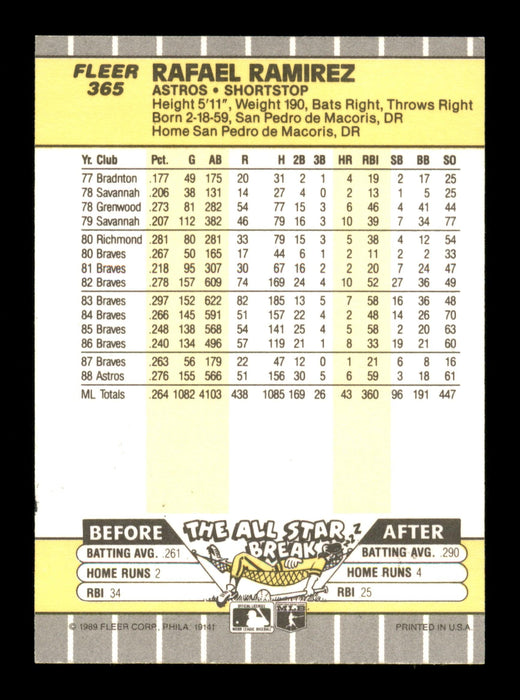 FLEER RAFAEL RAMIREZ
365 ASTROS • SHORTSTOP
Height 5'11", Weight 190, Bats Right, Throws Right
Born 2-18-59, San Pedro de Macoris, DR
Home San Pedro de Macoris, DR
Yr. Club Pct. G AB R H 2B 3B HR RBI SB BB SO
77 Bradnton .177 49 175 20 31 2 1 4 19 2 17 25
78 Savannah .206 38 131 14 27 4 0 2 13 1 5 25
78 Grenwood .273 81 282 54 77 15 3 6 46 4 41 44
79 Savannah .207 112 382 46 79 16 3 10 39 7 34 77
80 Richmond .281 80 281 33 79 15 3 5 38 4 12 54
80 Braves .267 50 165 17 44 6 1 2 11 2 2 33
81 Braves .218 95 307 30 67 16 2 2 20 7 24 47
82 Braves .278 157 609 74 169 24 4 10 52 27 36 49
83 Braves .297 152 622 82 185 13 5 7 58 16 36 48
84 Braves .266 145 591 51 157 22 4 2 48 14 26 70
85 Braves .248 138 568 54 141 25 4 5 58 2 20 63
86 Braves .240 134 496 57 119 21 1 8 33 19 21 60
87 Braves .263 56 179 22 47 12 0 1 21 6 8 16
88 Astros .276 155 566 51 156 30 5 6 59 3 18 61
ML Totals .264 1082 4103 438 1085 169 26 43 360 96 191 447
BEFORE THE ALL STAR BREAK AFTER
BATTING AVG. .261 BATTING AVG. .290
HOME RUNS 2 HOME RUNS 4
RBI 34 RBI 25
© 1989 FLEER CORP., PHILA. 19141 PRINTED IN U.S.A.